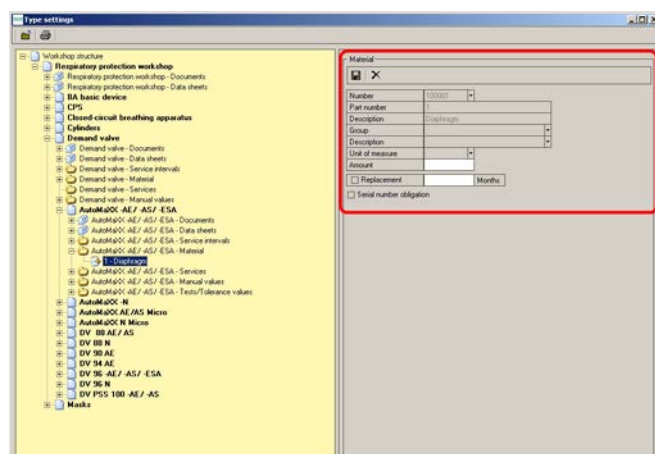 Type settings
Workshop structure
Respiratory protection workshop
Respiratory protection workshop - Documents
Respiratory protection workshop - Data sheets
BA basic device
CPS
Closed-circuit breathing apparatus
Cylinders
Demand valve
Demand valve - Documents
Demand valve - Data sheets
Demand valve - Service intervals
Demand valve - Material
Demand valve - Services
Demand valve - Manual values
AutoMaXX -AE/ -AS/ -ESA
AutoMaXX -AE/ -AS/ -ESA - Documents
AutoMaXX -AE/ -AS/ -ESA - Data sheets
AutoMaXX -AE/ -AS/ -ESA - Service intervals
AutoMaXX -AE/ -AS/ -ESA - Material
1 - Diaphragm
AutoMaXX -AE/ -AS/ -ESA - Services
AutoMaXX -AE/ -AS/ -ESA - Manual values
AutoMaXX -AE/ -AS/ -ESA - Tests/Tolerance values
AutoMaXX -N
AutoMaXX AE/AS Micro
AutoMaXX N Micro
DV 88 AE/ AS
DV 88 N
DV 90 AE
DV 94 AE
DV 96 -AE/ -AS/ -ESA
DV 96 N
DV PSS 100 -AE/ -AS
Masks
Material
Number 100001
Part number 1
Description Diaphragm
Group
Description
Unit of measure
Amount
Replacement Months
Serial number obligation